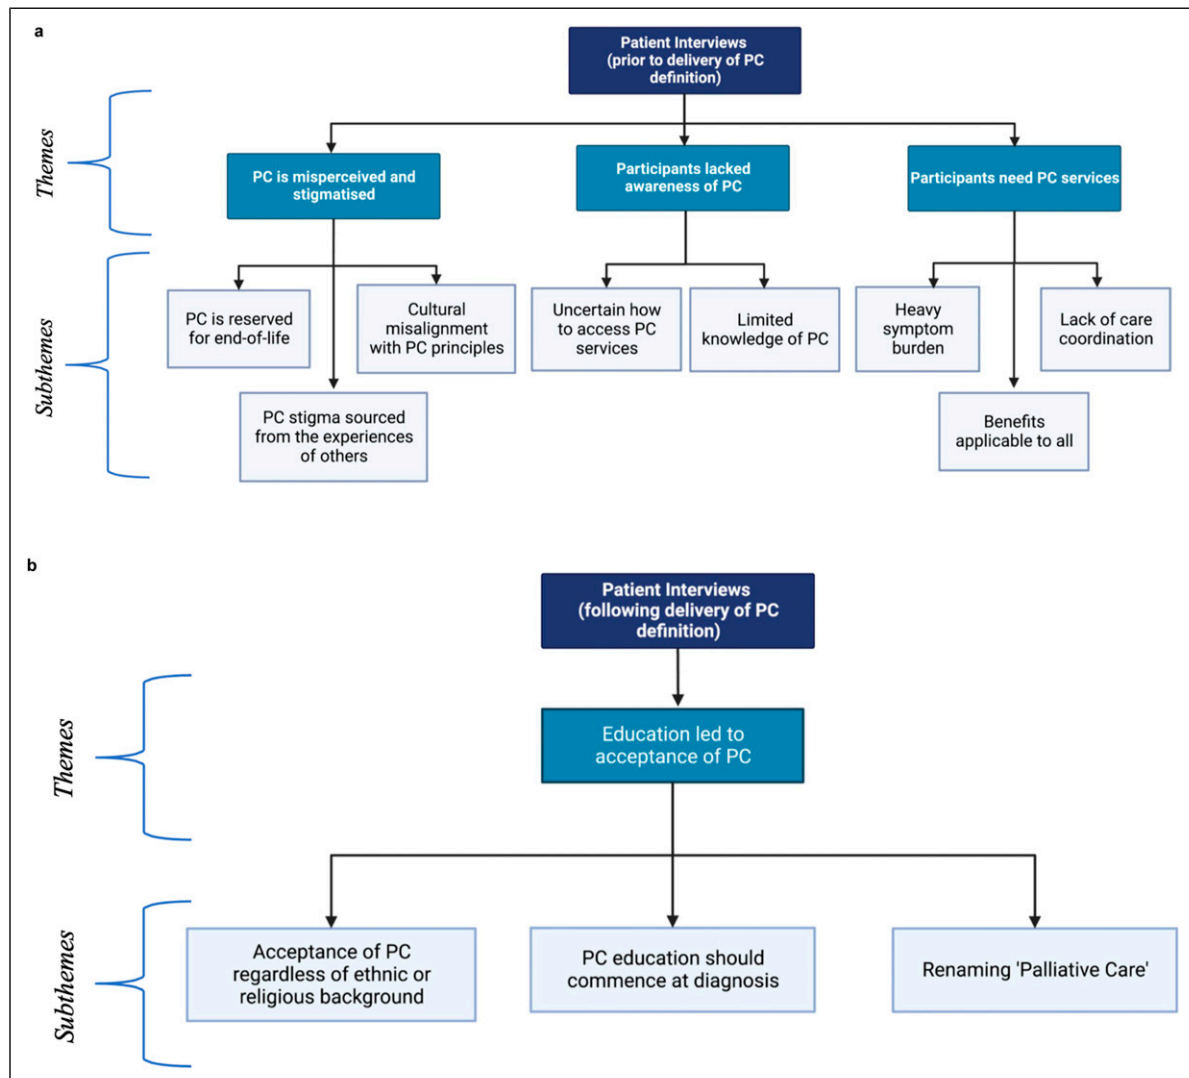 a
Patient Interviews
(prior to delivery of PC
definition)
Themes
PC is misperceived and
stigmatised
Participants lacked
awareness of PC
Participants need PC services
Subthemes
PC is reserved
for end-of-life
Cultural
misalignment
with PC principles
Uncertain how
to access PC
services
Limited
knowledge of PC
Heavy
symptom
burden
Lack of care
coordination
PC stigma sourced
from the experiences
of others
Benefits
applicable to all
b
Patient Interviews
(following delivery of PC
definition)
Themes
Education led to
acceptance of PC
Subthemes
Acceptance of PC
regardless of ethnic or
religious background
PC education should
commence at diagnosis
Renaming 'Palliative Care'